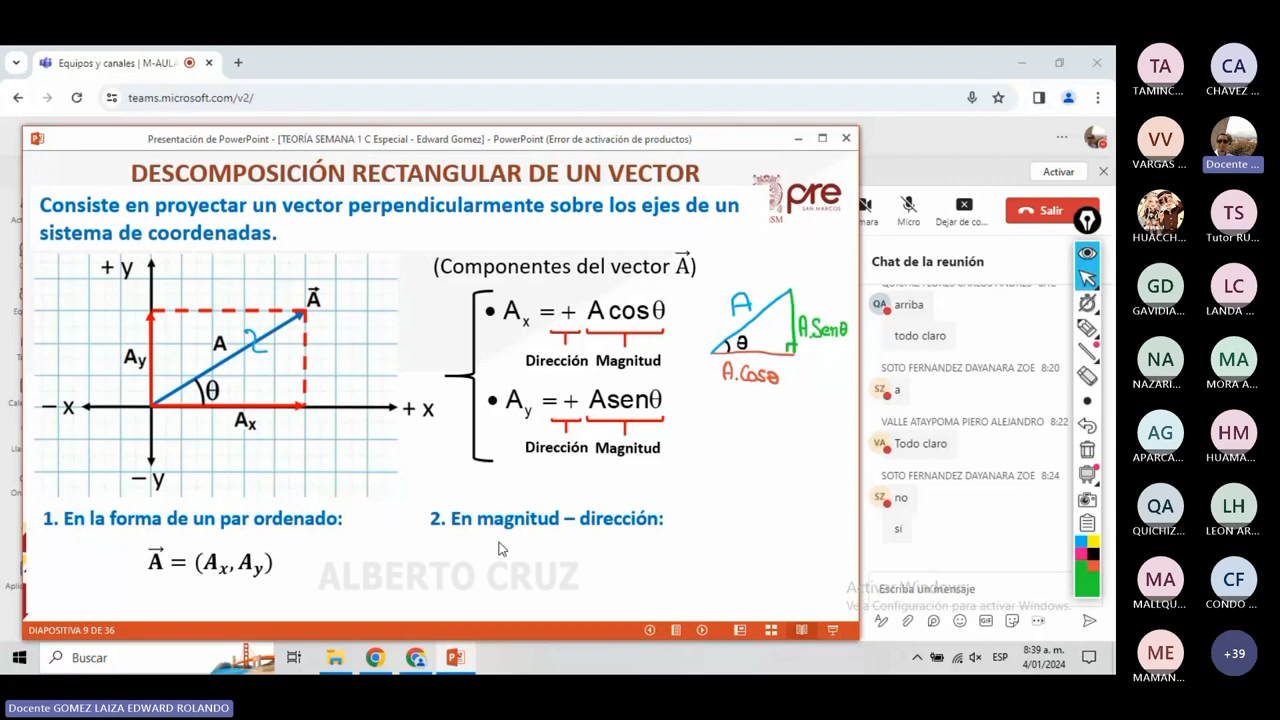 Equipos y canales | M-AULA
teams.microsoft.com/v2/
Presentación de PowerPoint - [TEORÍA SEMANA 1 C Especial - Edward Gomez] - PowerPoint (Error de activación de productos)
DESCOMPOSICIÓN RECTANGULAR DE UN VECTOR
Consiste en proyectar un vector perpendicularmente sobre los ejes de un
sistema de coordenadas.
pre
SAN MARCOS
+ y
A⃗
A
Ay
θ
− x
+ x
Ax
− y
(Componentes del vector A⃗)
• Ax = + A cosθ
Dirección Magnitud
• Ay = + Asenθ
Dirección Magnitud
A
A.Senθ
θ
A.Cosθ
1. En la forma de un par ordenado:
A⃗ = (Ax, Ay)
2. En magnitud – dirección:
ALBERTO CRUZ
DIAPOSITIVA 9 DE 36
Activar
Micro
Dejar de co...
Salir
Chat de la reunión
QA
arriba
todo claro
SOTO FERNANDEZ DAYANARA ZOE 8:20
SZ
a
VALLE ATAYPOMA PIERO ALEJANDRO 8:22
VA
Todo claro
SOTO FERNANDEZ DAYANARA ZOE 8:24
SZ
no
sí
Activar Windows
Escriba un mensaje
Ve a Configuración para activar Windows.
Buscar
ESP
8:39 a. m.
4/01/2024
TA
TAMINC...
CA
CHAVEZ ...
VV
VARGAS ...
Docente ...
HUACCH...
TS
Tutor RU...
GD
GAVIDIA...
LC
LANDA ...
NA
NAZARI...
MA
MORA A...
AG
APARCA...
HM
HUAMA...
QA
QUICHIZ...
LH
LEON AR...
MA
MALLQU...
CF
CONDO ...
ME
MAMAN...
+39
Docente GOMEZ LAIZA EDWARD ROLANDO